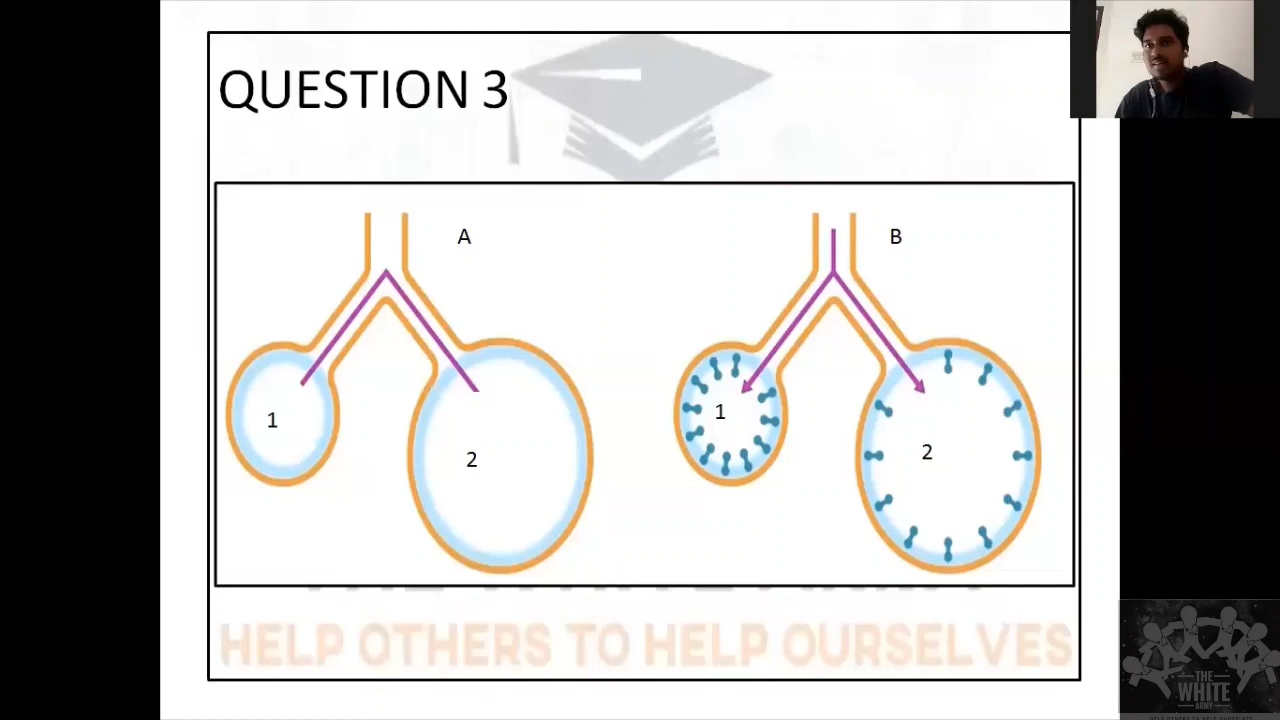 QUESTION 3
A
B
1
2
1
2
HELP OTHERS TO HELP OURSELVES
THE
WHITE
ARMY